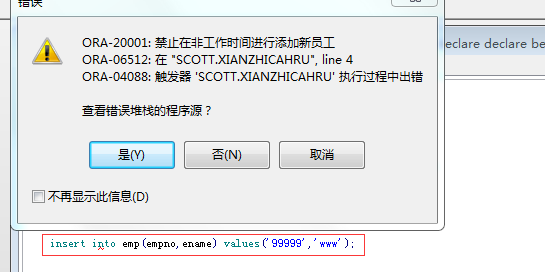 错误
ORA-20001: 禁止在非工作时间进行添加新员工
ORA-06512: 在 "SCOTT.XIANZHICAHRU", line 4
ORA-04088: 触发器 'SCOTT.XIANZHICAHRU' 执行过程中出错
查看错误堆栈的程序源？
是(Y) 否(N) 取消
不再显示此信息(D)
eclare declare be
insert into emp(empno,ename) values('99999','www');